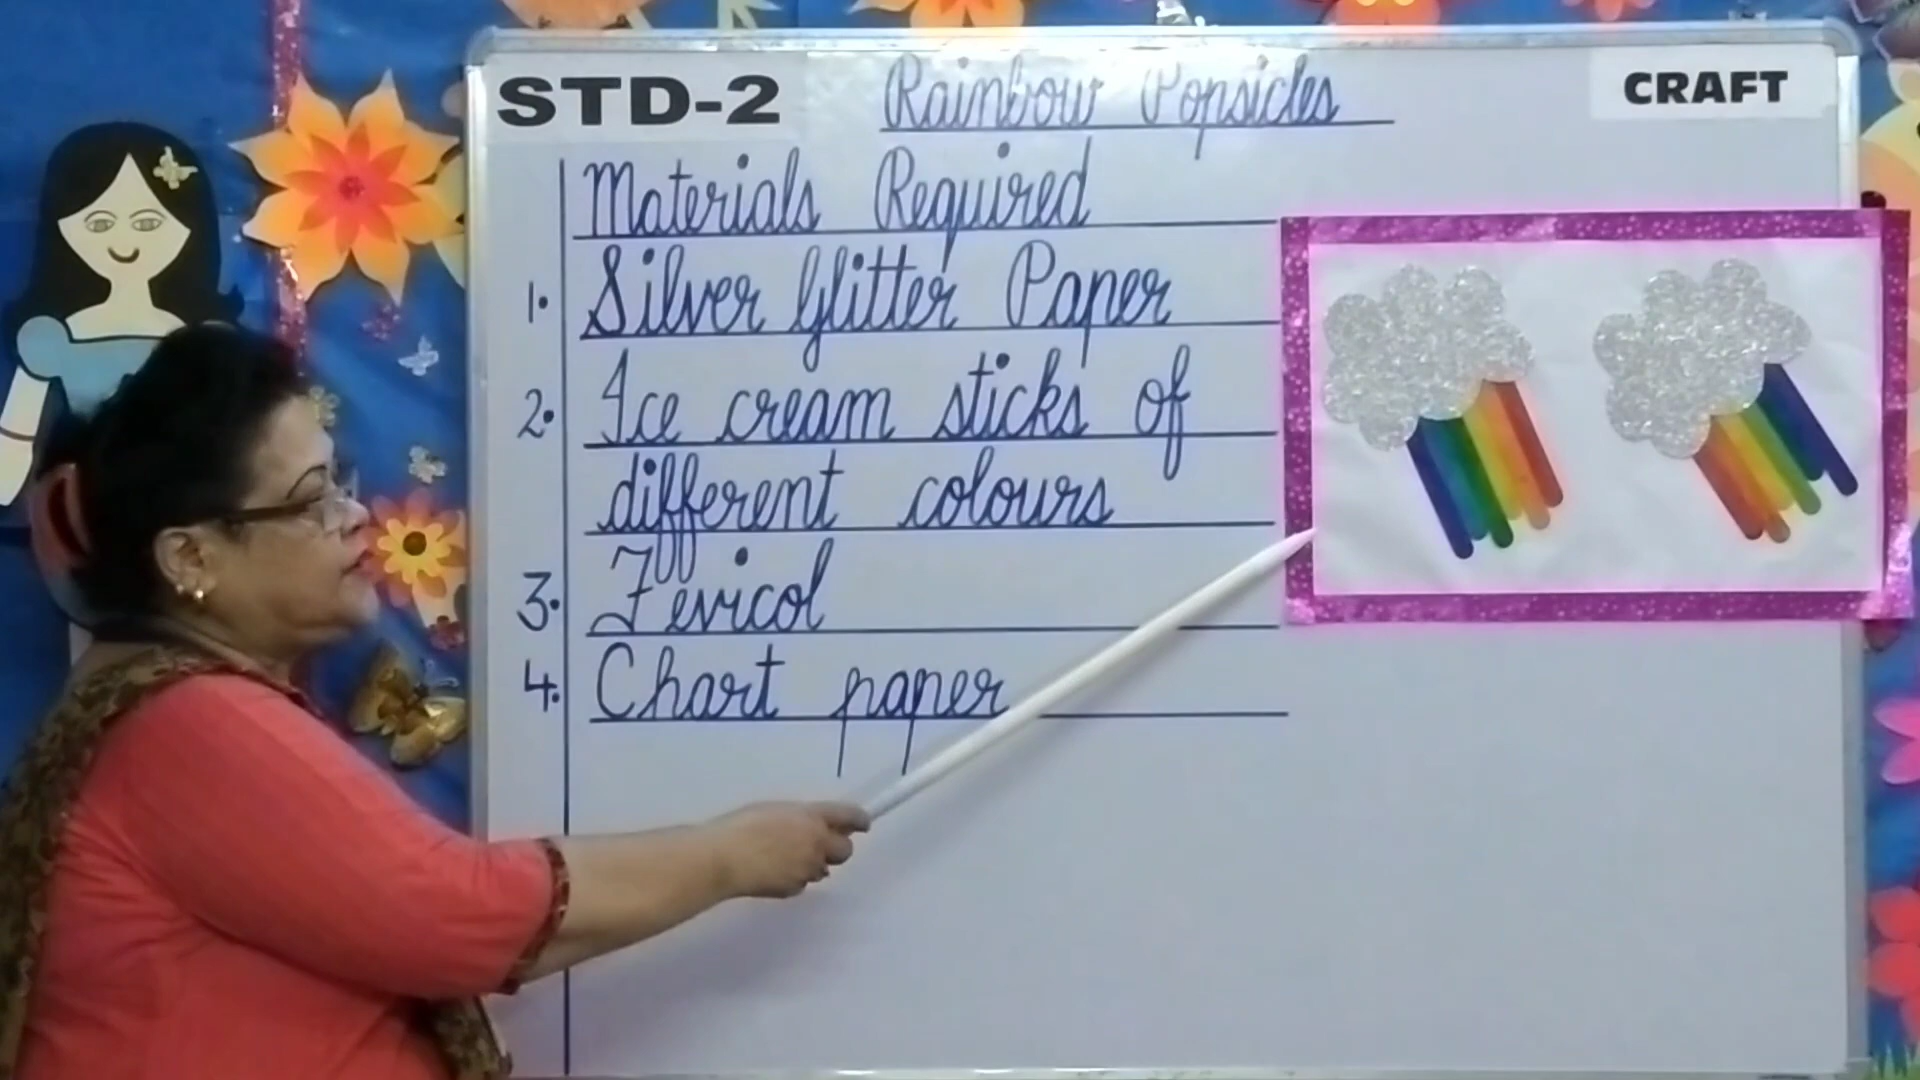 STD-2 Rainbow Popsicles CRAFT
Materials Required
1. Silver Glitter Paper
2. Ice cream sticks of
different colours
3. Fevicol
4. Chart paper